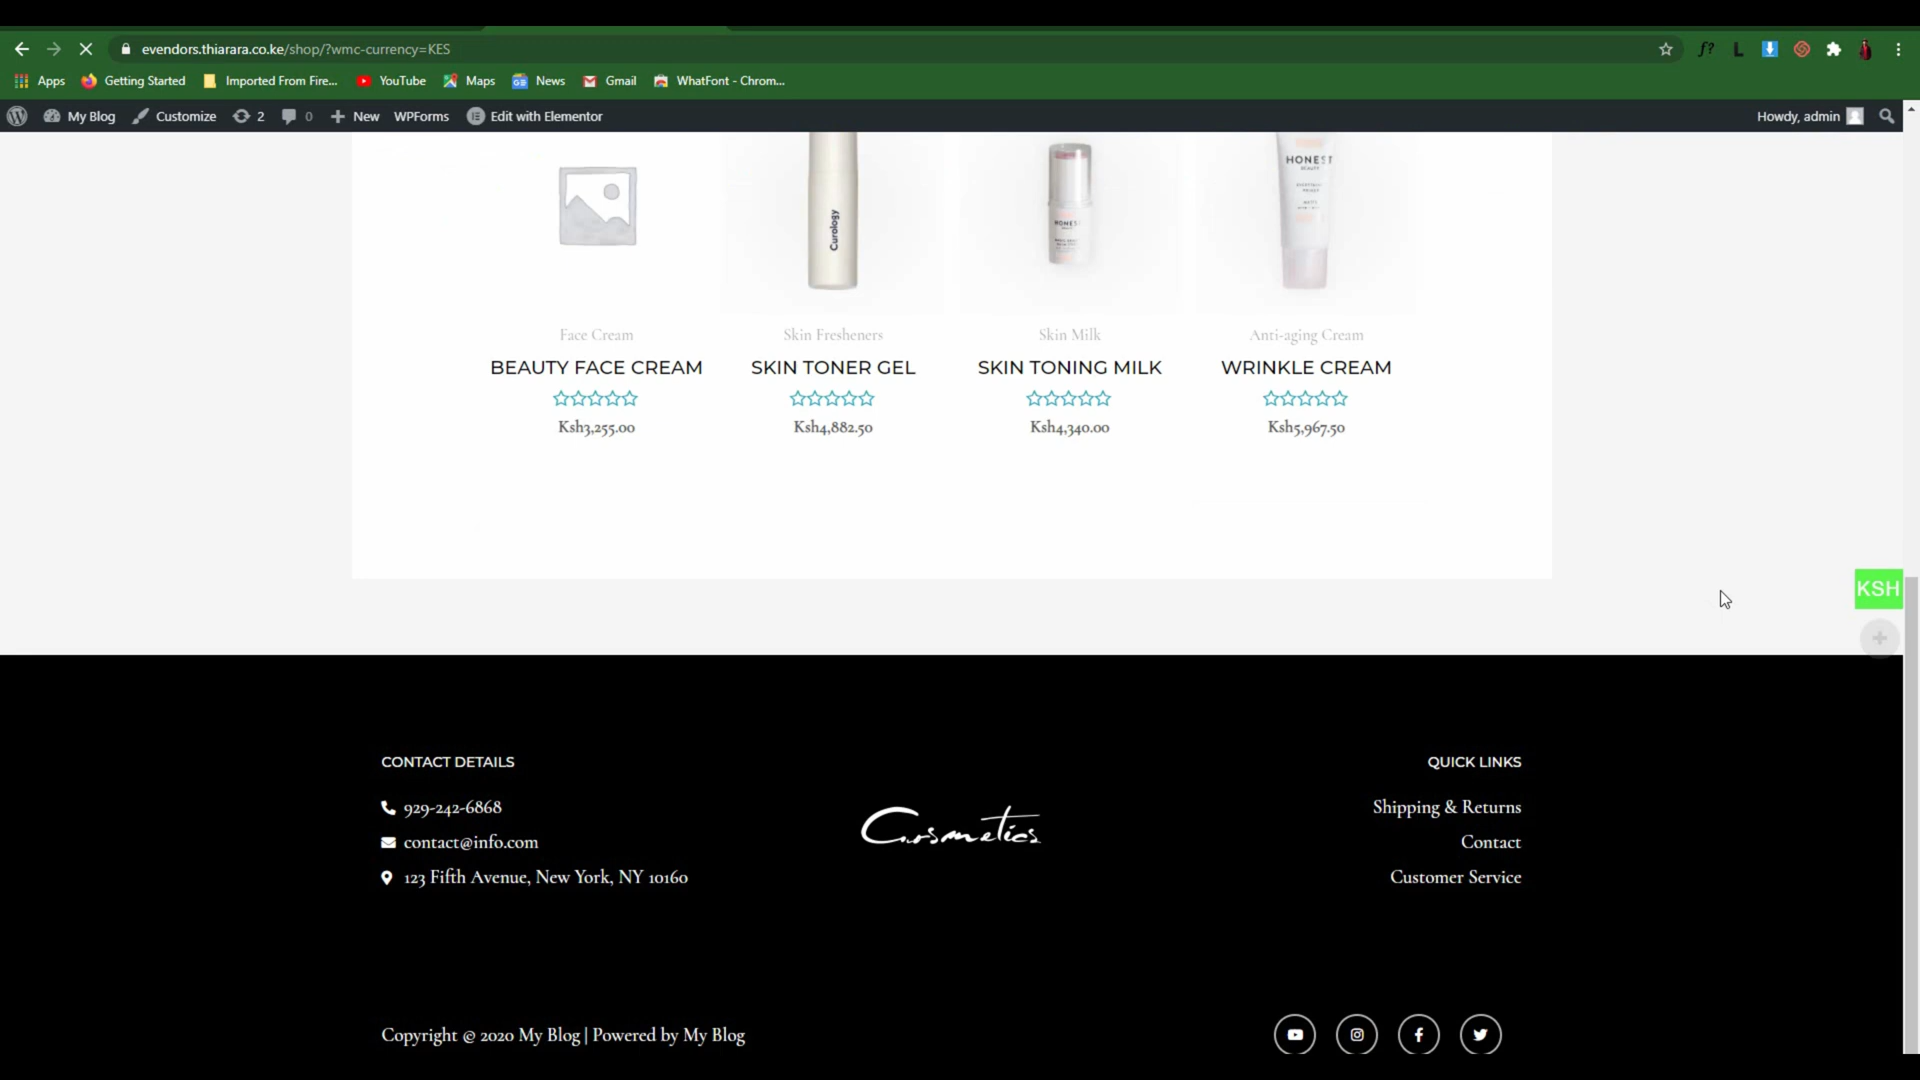 evendors.thiarara.co.ke/shop/?wmc-currency=KES
Apps Getting Started Imported From Fire... YouTube Maps News Gmail WhatFont - Chrom...
My Blog Customize 2 0 New WPForms Edit with Elementor Howdy, admin
Curology
HONEST
HONEST
BEAUTY
Face Cream Skin Fresheners Skin Milk Anti-aging Cream
BEAUTY FACE CREAM SKIN TONER GEL SKIN TONING MILK WRINKLE CREAM
Ksh3,255.00 Ksh4,882.50 Ksh4,340.00 Ksh5,967.50
KSH
CONTACT DETAILS QUICK LINKS
929-242-6868 Shipping & Returns
Cosmetics
contact@info.com Contact
123 Fifth Avenue, New York, NY 10160 Customer Service
Copyright @ 2020 My Blog | Powered by My Blog